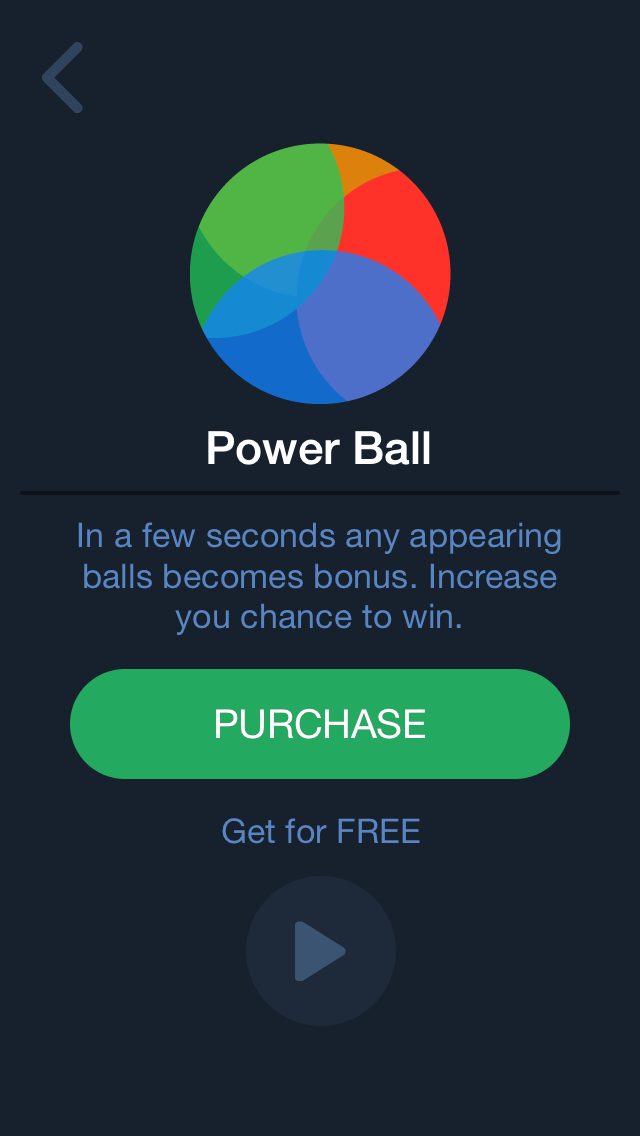 Power Ball
In a few seconds any appearing
balls becomes bonus. Increase
you chance to win.
PURCHASE
Get for FREE